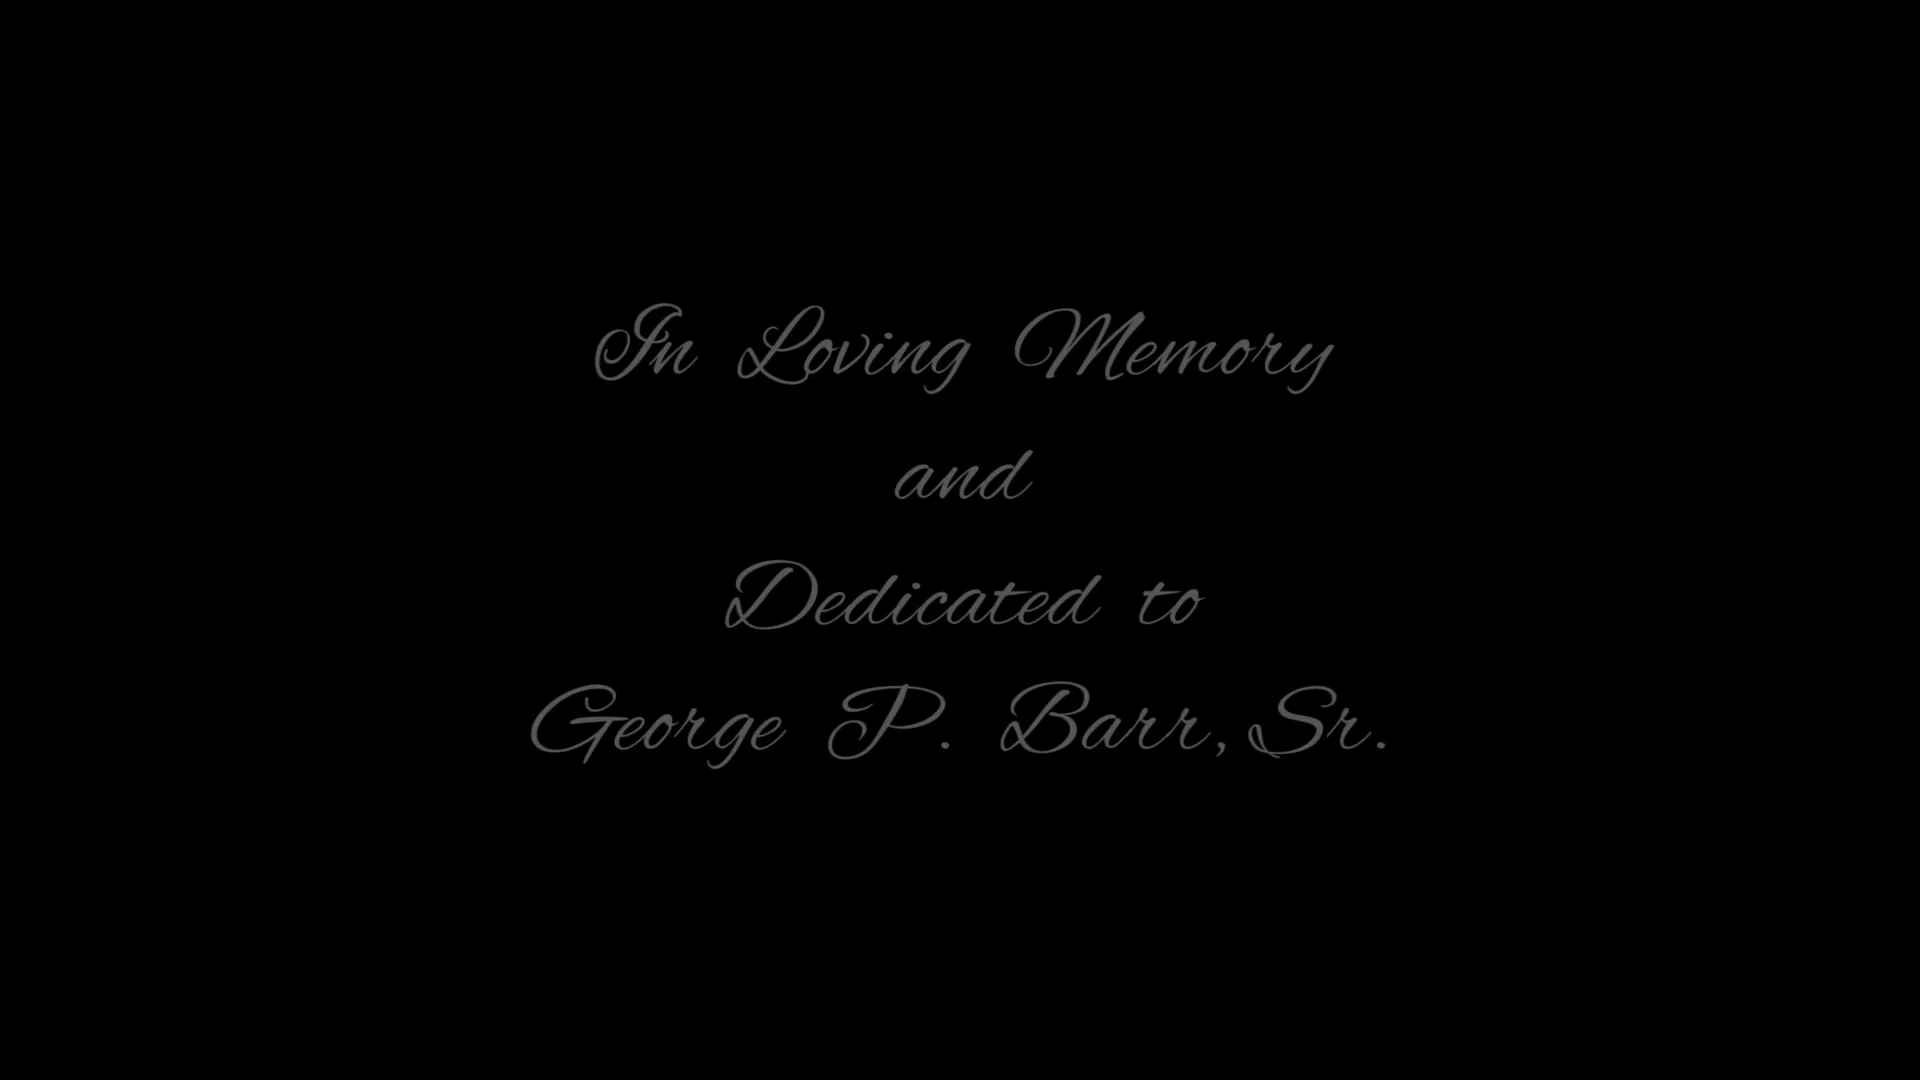 In Loving Memory
and
Dedicated to
George P. Barr, Sr.